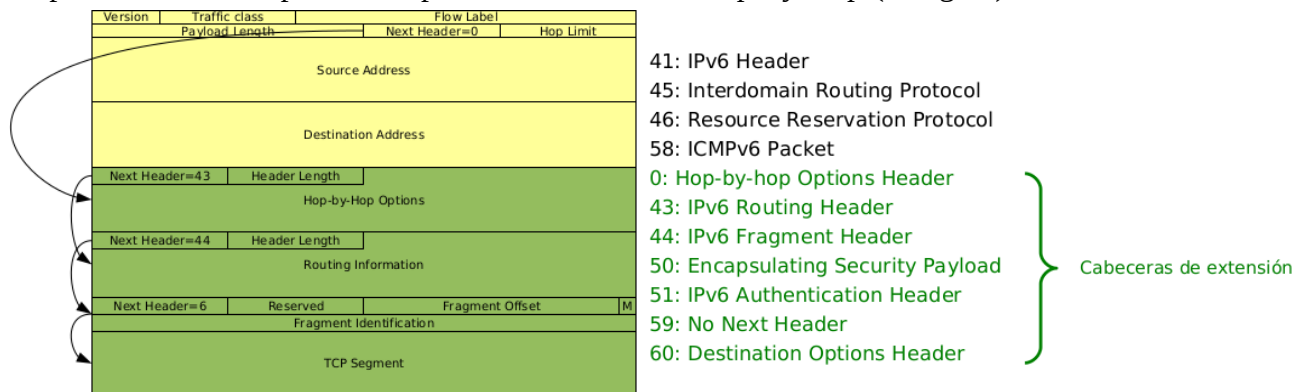 Version Traffic class Flow Label
Payload Length Next Header=0 Hop Limit
Source Address
Destination Address
Next Header=43 Header Length
Hop-by-Hop Options
Next Header=44 Header Length
Routing Information
Next Header=6 Reserved Fragment Offset M
Fragment Identification
TCP Segment
41: IPv6 Header
45: Interdomain Routing Protocol
46: Resource Reservation Protocol
58: ICMPv6 Packet
0: Hop-by-hop Options Header
43: IPv6 Routing Header
44: IPv6 Fragment Header
50: Encapsulating Security Payload
51: IPv6 Authentication Header
59: No Next Header
60: Destination Options Header
Cabeceras de extensión